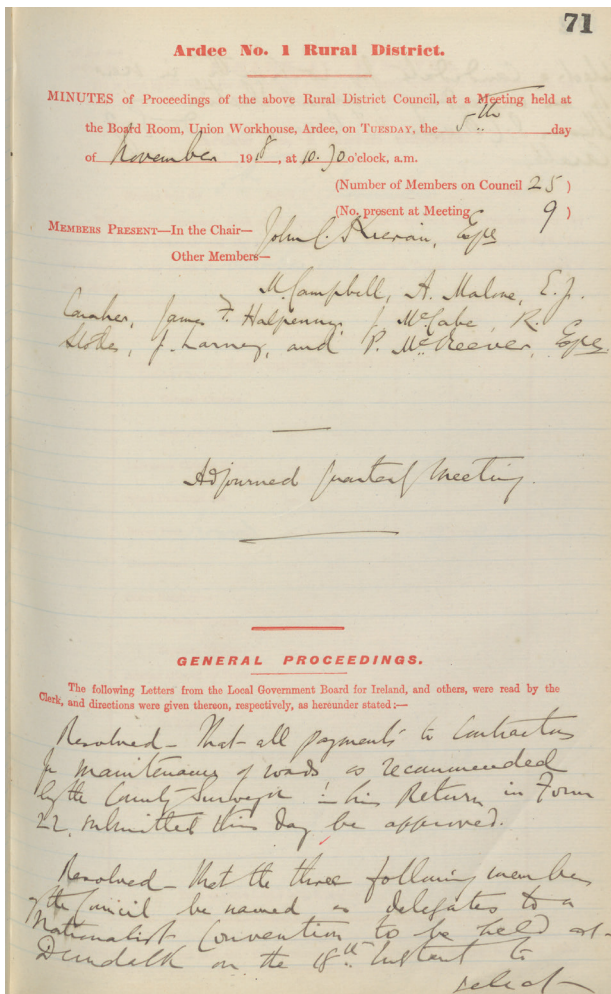 71
Ardee No. 1 Rural District.
MINUTES of Proceedings of the above Rural District Council, at a Meeting held at
the Board Room, Union Workhouse, Ardee, on TUESDAY, the 5th day
of November 1918, at 10.30 o'clock, a.m.
(Number of Members on Council 25)
(No. present at Meeting 9)
MEMBERS PRESENT—In the Chair— John C. Kieran, Esqr
Other Members—
M. Campbell, A. Malone, E. J.
Caraher, James F. Halpenny, J. McCabe, R.
J. Larney, and P. McKeever, Esqrs.
Adjourned Quarterly Meeting.
GENERAL PROCEEDINGS.
The following Letters from the Local Government Board for Ireland, and others, were read by the
Clerk, and directions were given thereon, respectively, as hereunder stated:—
Resolved - That all payments to Contractors
for maintenance of roads as recommended
by the County Surveyor in his Return in Form
22, submitted this day be approved.
Resolved - That the three following members
of the Council be named as delegates to a
Nationalist Convention to be held at
Dundalk on the 18th Instant to
select